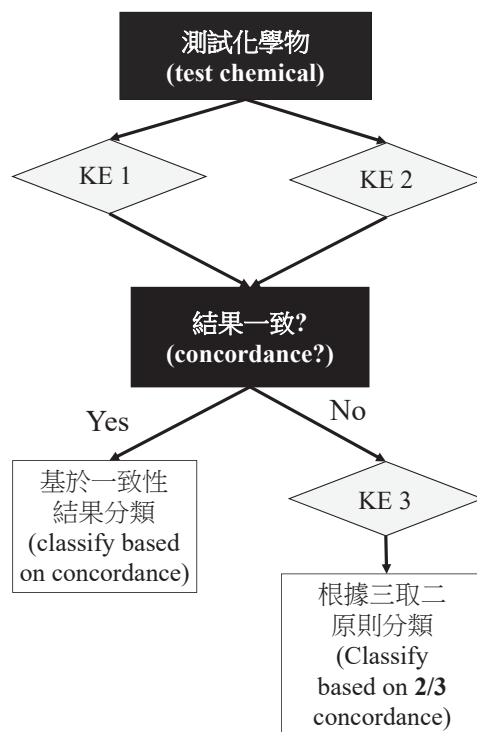 測試化學物
(test chemical)
KE 1
KE 2
結果一致?
(concordance?)
Yes
No
基於一致性
結果分類
(classify based
on concordance)
KE 3
根據三取二
原則分類
(Classify
based on 2/3
concordance)